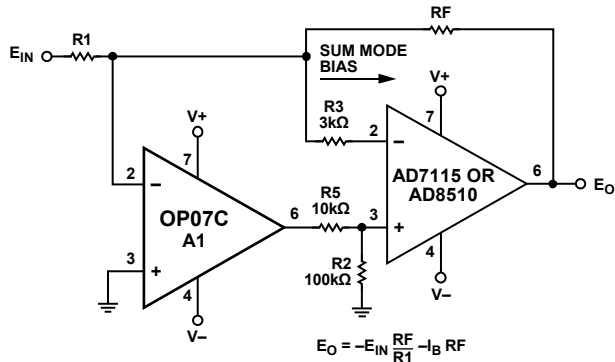 RF
R1
E_IN
SUM MODE
BIAS
V+
7
R3
3kΩ
2
−
V+
7
2
−
AD7115 OR
AD8510
6
E_O
OP07C
A1
6
R5
10kΩ
3
+
3
+
R2
100kΩ
4
V−
4
V−
E_O = −E_IN RF/R1 −I_B RF